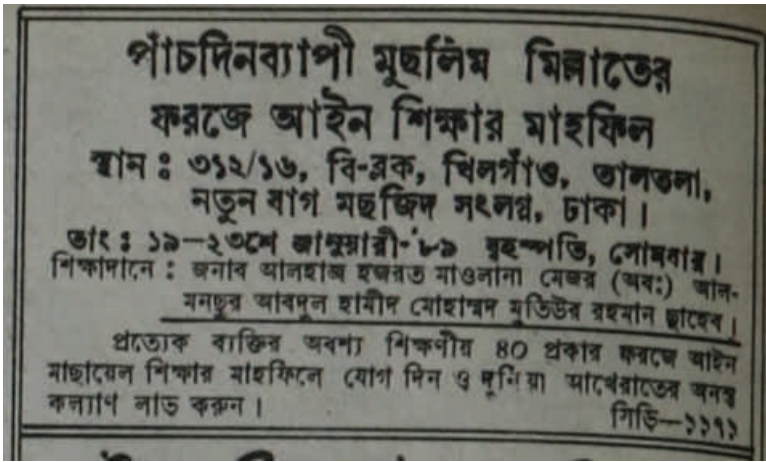 পাঁচদিনব্যাপী মুছলিম মিল্লাতের
ফরজে আইন শিক্ষার মাহফিল
স্থান : ৩১২/১৬, বি-ব্লক, খিলগাঁও, তালতলা,
নতুন বাগ মছজিদ সংলগ্ন, ঢাকা।
তাং : ১৯—২৩শে জানুয়ারী-'৮৯ বৃহস্পতি, সোমবার।
শিক্ষাদানে : জনাব আলহাজ হজরত মাওলানা মেজর (অবঃ) আল-
মনছুর আবদুল হামীদ মোহাম্মদ মুতিউর রহমান ছাহেব।
প্রত্যেক ব্যক্তির অবশ্য শিক্ষণীয় ৪০ প্রকার ফরজে আইন
মাছায়েল শিক্ষার মাহফিলে যোগ দিন ও দুনিয়া আখেরাতের অনন্ত
কল্যাণ লাভ করুন।
সিডি—১১৭১